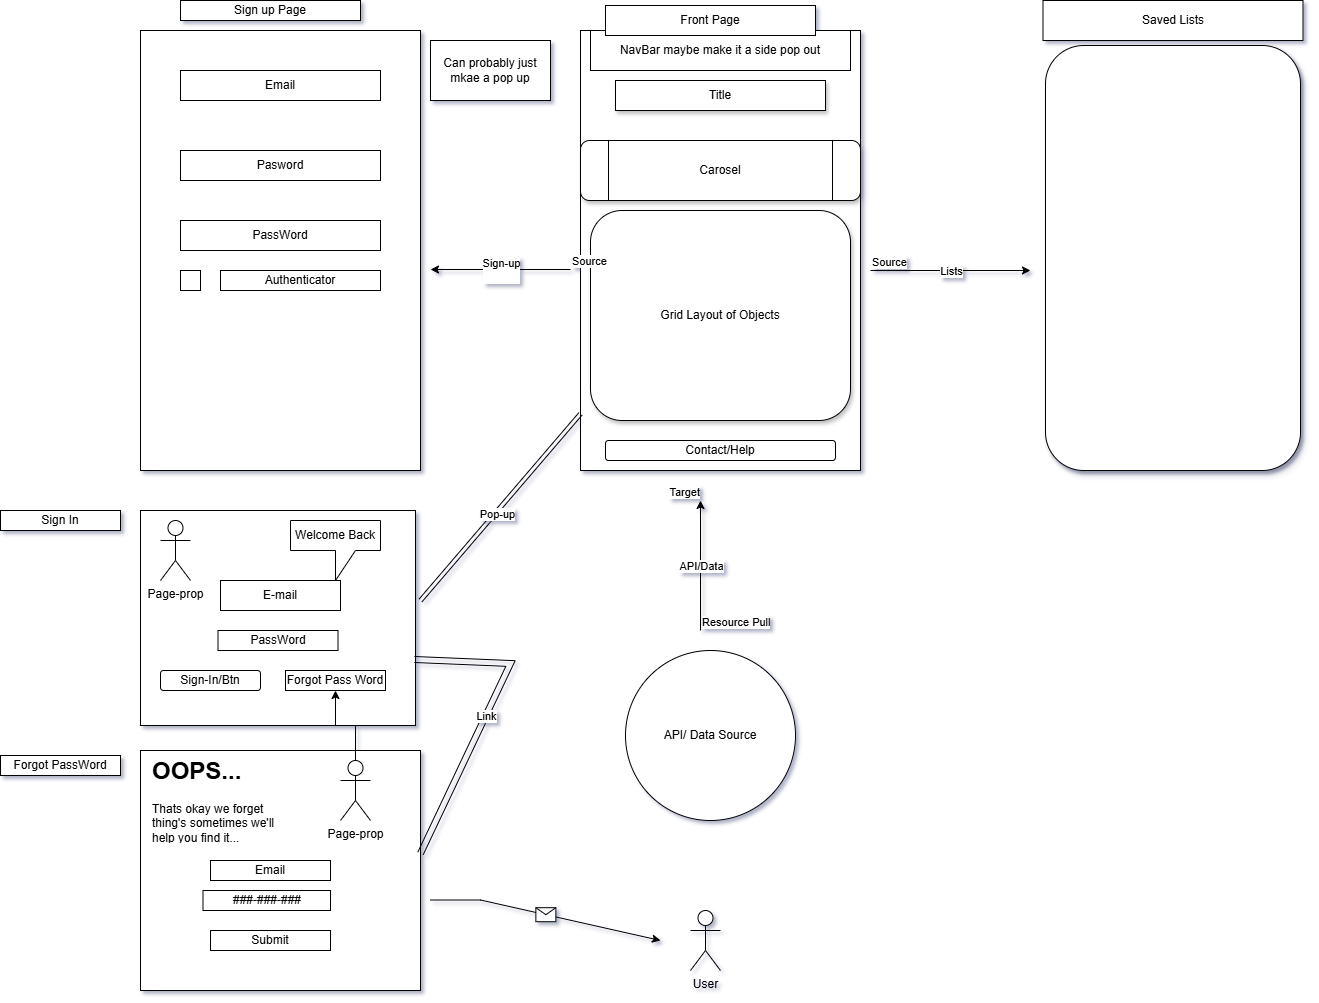 Sign up Page
Email
Pasword
PassWord
Authenticator
Can probably just
mkae a pop up
Front Page
NavBar maybe make it a side pop out
Title
Carosel
Grid Layout of Objects
Contact/Help
Sign-up
Source
Source
Lists
Saved Lists
Sign In
Page-prop
Welcome Back
E-mail
PassWord
Sign-In/Btn
Forgot Pass Word
Pop-up
Link
Target
API/Data
Resource Pull
API/ Data Source
Forgot PassWord
OOPS...
Thats okay we forget
thing's sometimes we'll
help you find it...
Page-prop
Email
###-###-###
Submit
User